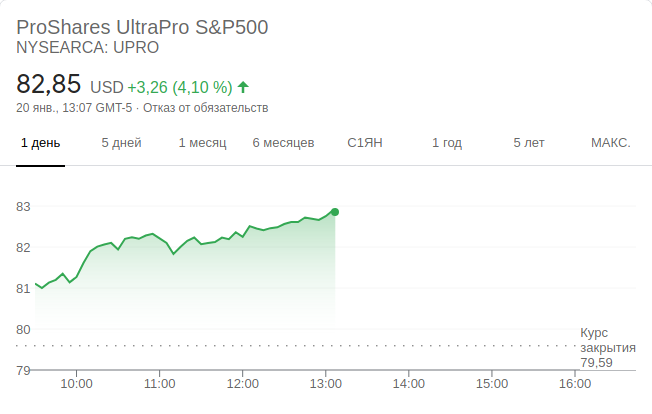 ProShares UltraPro S&P500
NYSEARCA: UPRO
82,85 USD +3,26 (4,10 %)
20 янв., 13:07 GMT-5 · Отказ от обязательств
1 день 5 дней 1 месяц 6 месяцев С1ЯН 1 год 5 лет МАКС.
83
82
81
80
Курс
закрытия
79,59
79
10:00 11:00 12:00 13:00 14:00 15:00 16:00